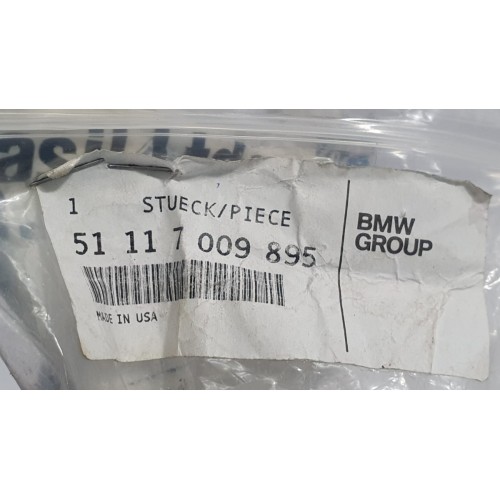 1 STUECK/PIECE
51 11 7 009 895
MADE IN USA
BMW
GROUP